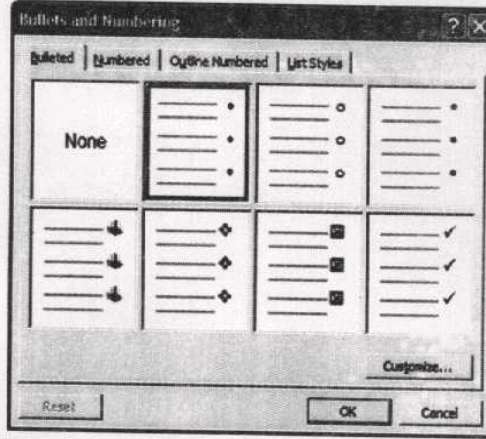 Bullets and Numbering
Bulleted Numbered Outline Numbered List Styles
None
Customize...
Reset OK Cancel